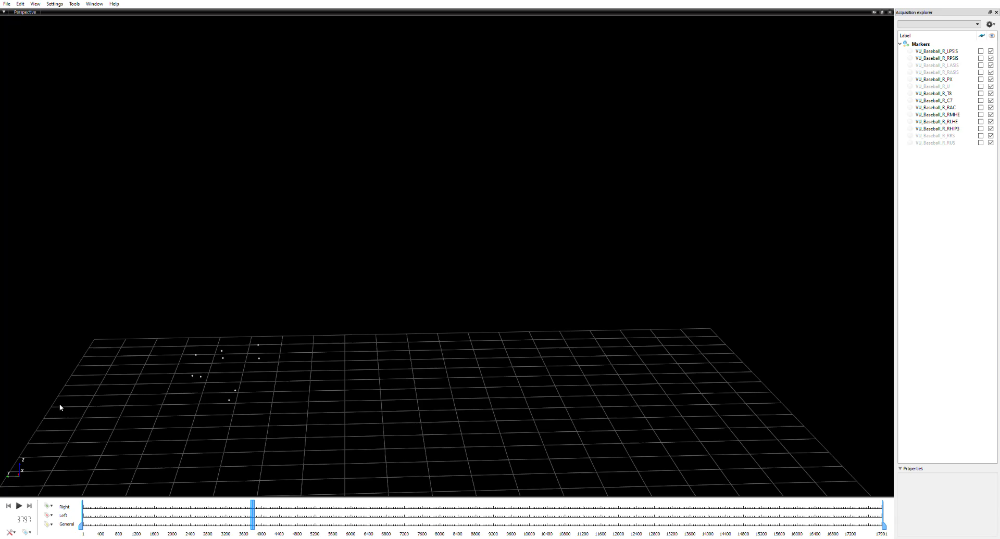 File Edit View Settings Tools Window Help
Perspective
Acquisition explorer
Label
Markers
VU_Baseball_R_LPSIS
VU_Baseball_R_RPSIS
VU_Baseball_R_LASIS
VU_Baseball_R_RASIS
VU_Baseball_R_PX
VU_Baseball_R_IJ
VU_Baseball_R_T8
VU_Baseball_R_C7
VU_Baseball_R_RAC
VU_Baseball_R_RMHE
VU_Baseball_R_RLHE
VU_Baseball_R_RHIP3
VU_Baseball_R_RRS
VU_Baseball_R_RUS
Z
Y X
Properties
Right
Left
3797
General
1 400 800 1200 1600 2000 2400 2800 3200 3600 4000 4400 4800 5200 5600 6000 6400 6800 7200 7600 8000 8400 8800 9200 9600 10000 10400 10800 11200 11600 12000 12400 12800 13200 13600 14000 14400 14800 15200 15600 16000 16400 16800 17200 17901